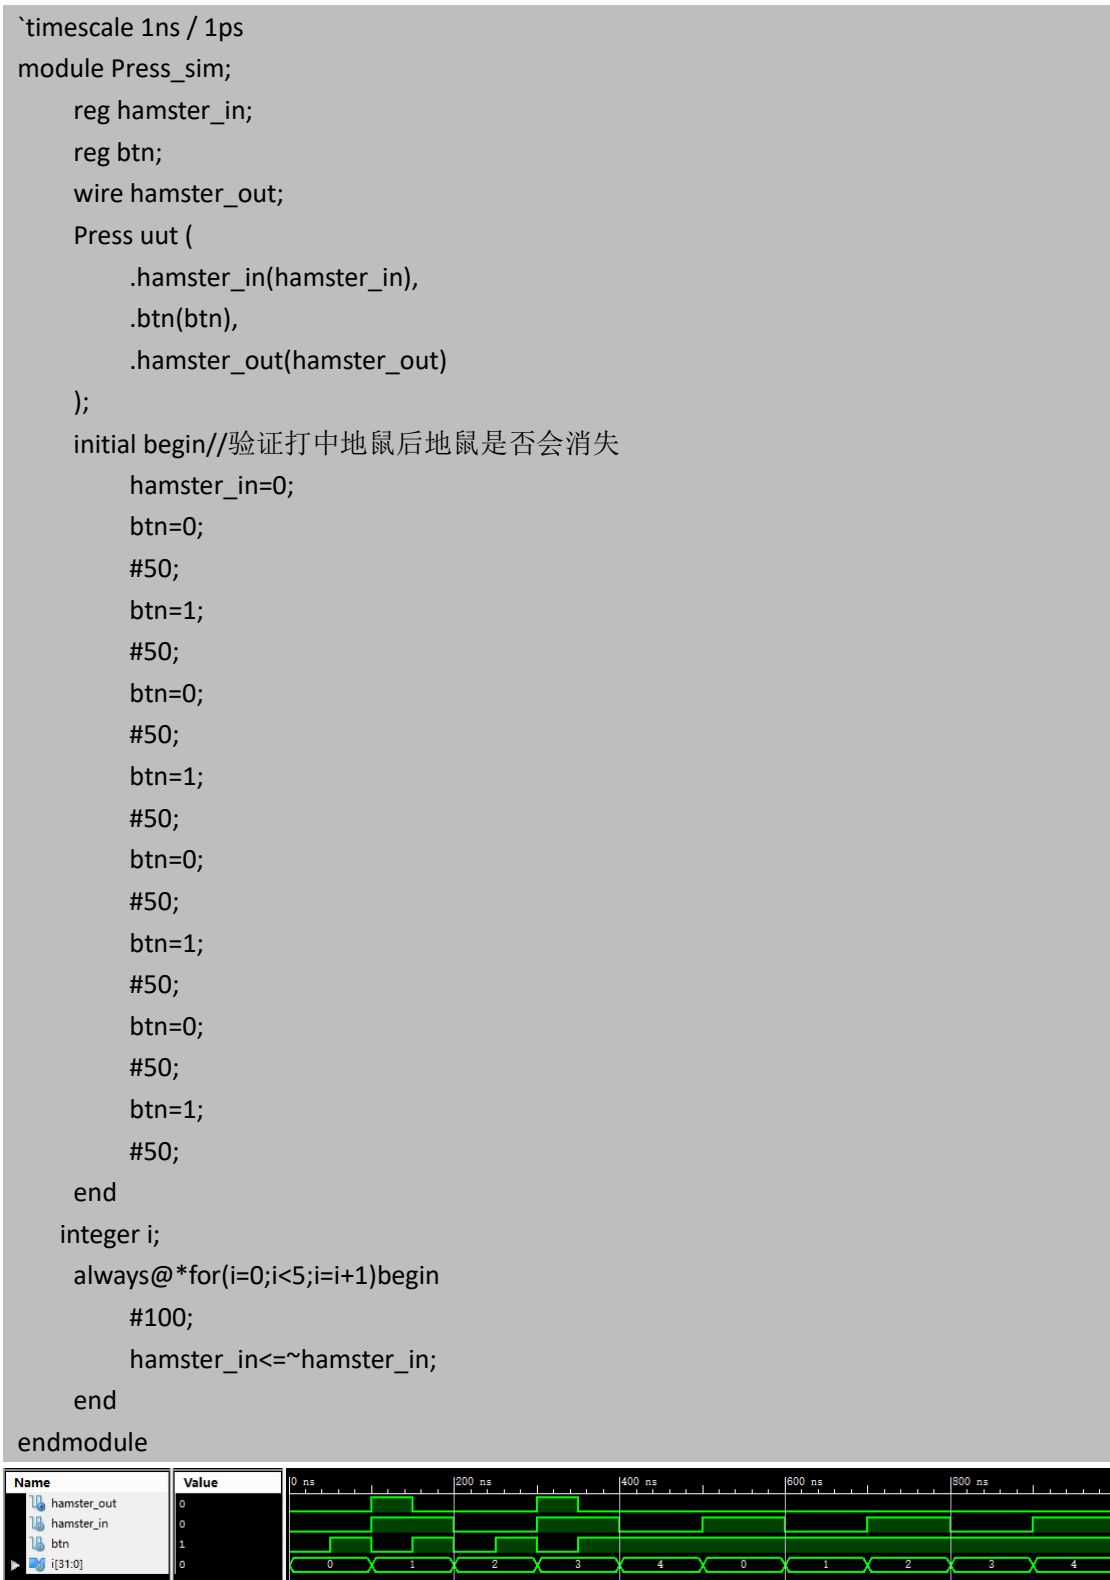 `timescale 1ns / 1ps
module Press_sim;
reg hamster_in;
reg btn;
wire hamster_out;
Press uut (
.hamster_in(hamster_in),
.btn(btn),
.hamster_out(hamster_out)
);
initial begin//验证打中地鼠后地鼠是否会消失
hamster_in=0;
btn=0;
#50;
btn=1;
#50;
btn=0;
#50;
btn=1;
#50;
btn=0;
#50;
btn=1;
#50;
btn=0;
#50;
btn=1;
#50;
end
integer i;
always@*for(i=0;i<5;i=i+1)begin
#100;
hamster_in<=~hamster_in;
end
endmodule
Name Value 0 ns 200 ns 400 ns 600 ns 800 ns
hamster_out 0
hamster_in 0
btn 1
i[31:0] 0 0 1 2 3 4 0 1 2 3 4